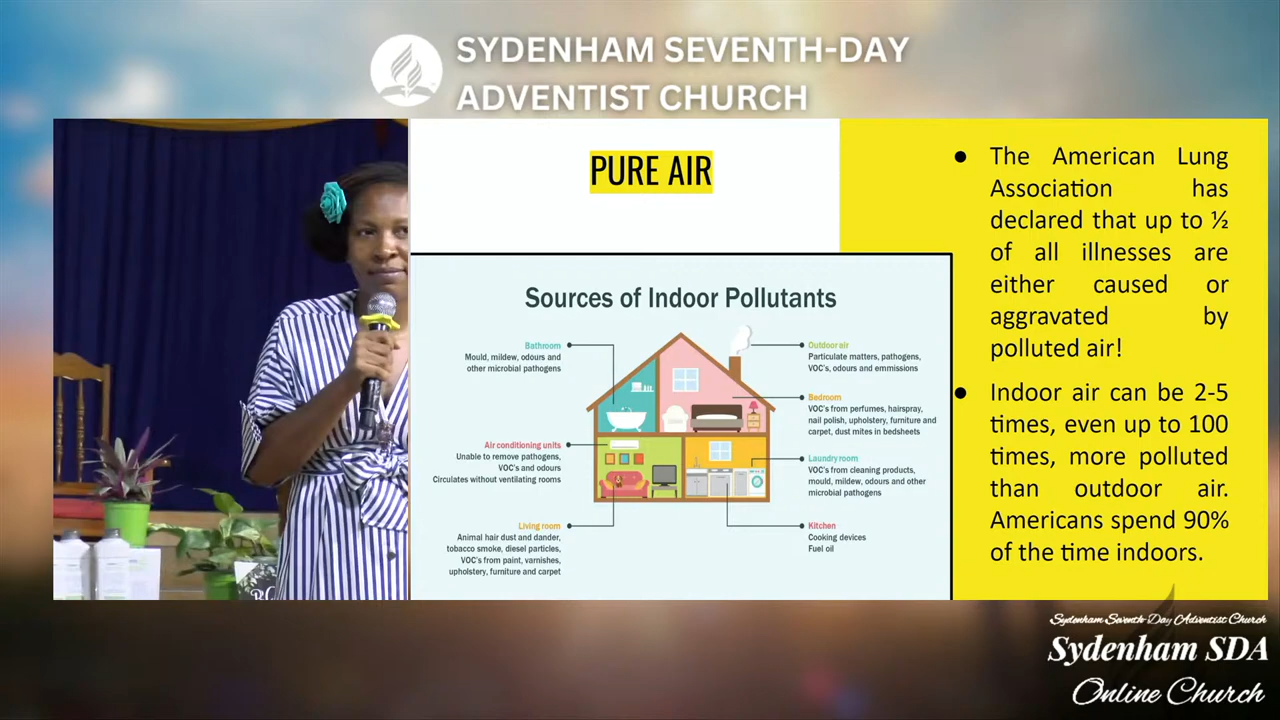 SYDENHAM SEVENTH-DAY
ADVENTIST CHURCH
PURE AIR
Sources of Indoor Pollutants
Bathroom
Mould, mildew, odours and
other microbial pathogens
Air conditioning units
Unable to remove pathogens,
VOC's and odours
Circulates without ventilating rooms
Living room
Animal hair dust and dander,
tobacco smoke, diesel particles,
VOC's from paint, varnishes,
upholstery, furniture and carpet
Outdoor air
Particulate matters, pathogens,
VOC's, odours and emmissions
Bedroom
VOC's from perfumes, hairspray,
nail polish, upholstery, furniture and
carpet, dust mites in bedsheets
Laundry room
VOC's from cleaning products,
mould, mildew, odours and other
microbial pathogens
Kitchen
Cooking devices
Fuel oil
● The American Lung
Association has
declared that up to ½
of all illnesses are
either caused or
aggravated by
polluted air!
● Indoor air can be 2-5
times, even up to 100
times, more polluted
than outdoor air.
Americans spend 90%
of the time indoors.
Sydenham Seventh-Day Adventist Church
Sydenham SDA
Online Church